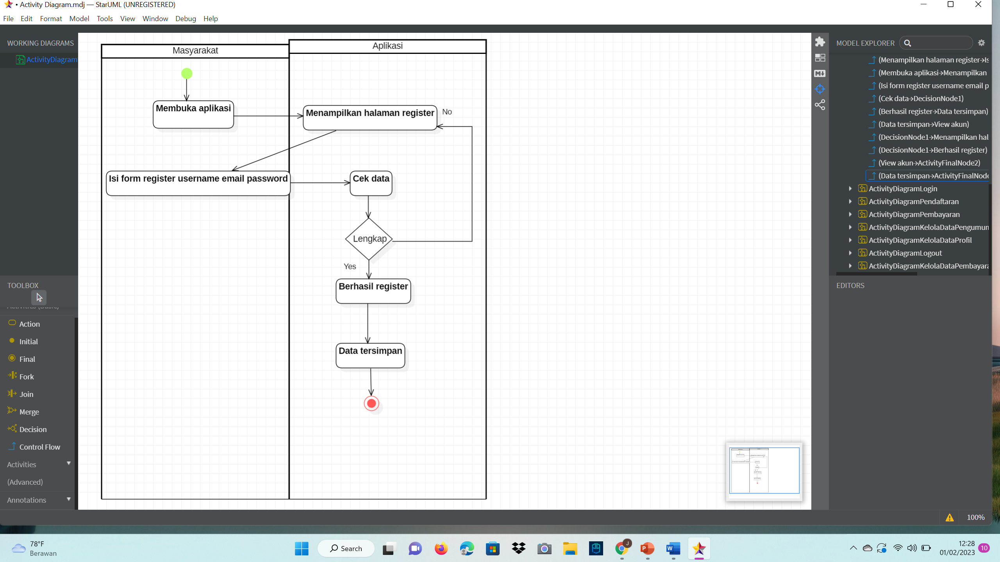 • Activity Diagram.mdj — StarUML (UNREGISTERED)
File Edit Format Model Tools View Window Debug Help
WORKING DIAGRAMS
ActivityDiagram
Masyarakat
Aplikasi
Membuka aplikasi
Menampilkan halaman register
No
Isi form register username email password
Cek data
Lengkap
Yes
Berhasil register
Data tersimpan
TOOLBOX
Activities (Basic)
Action
Initial
Final
Fork
Join
Merge
Decision
Control Flow
Activities
(Advanced)
Annotations
MODEL EXPLORER
(Menampilkan halaman register→Is
(Membuka aplikasi→Menampilkan
(Isi form register username email p
(Cek data→DecisionNode1)
(Berhasil register→Data tersimpan)
(Data tersimpan→View akun)
(DecisionNode1→Menampilkan hal
(DecisionNode1→Berhasil register)
(View akun→ActivityFinalNode2)
(Data tersimpan→ActivityFinalNode
ActivityDiagramLogin
ActivityDiagramPendaftaran
ActivityDiagramPembayaran
ActivityDiagramKelolaDataPengumum
ActivityDiagramKelolaDataProfil
ActivityDiagramLogout
ActivityDiagramKelolaDataPembayara
EDITORS
100%
78°F
Berawan
Search
J
12:28
01/02/2023
10